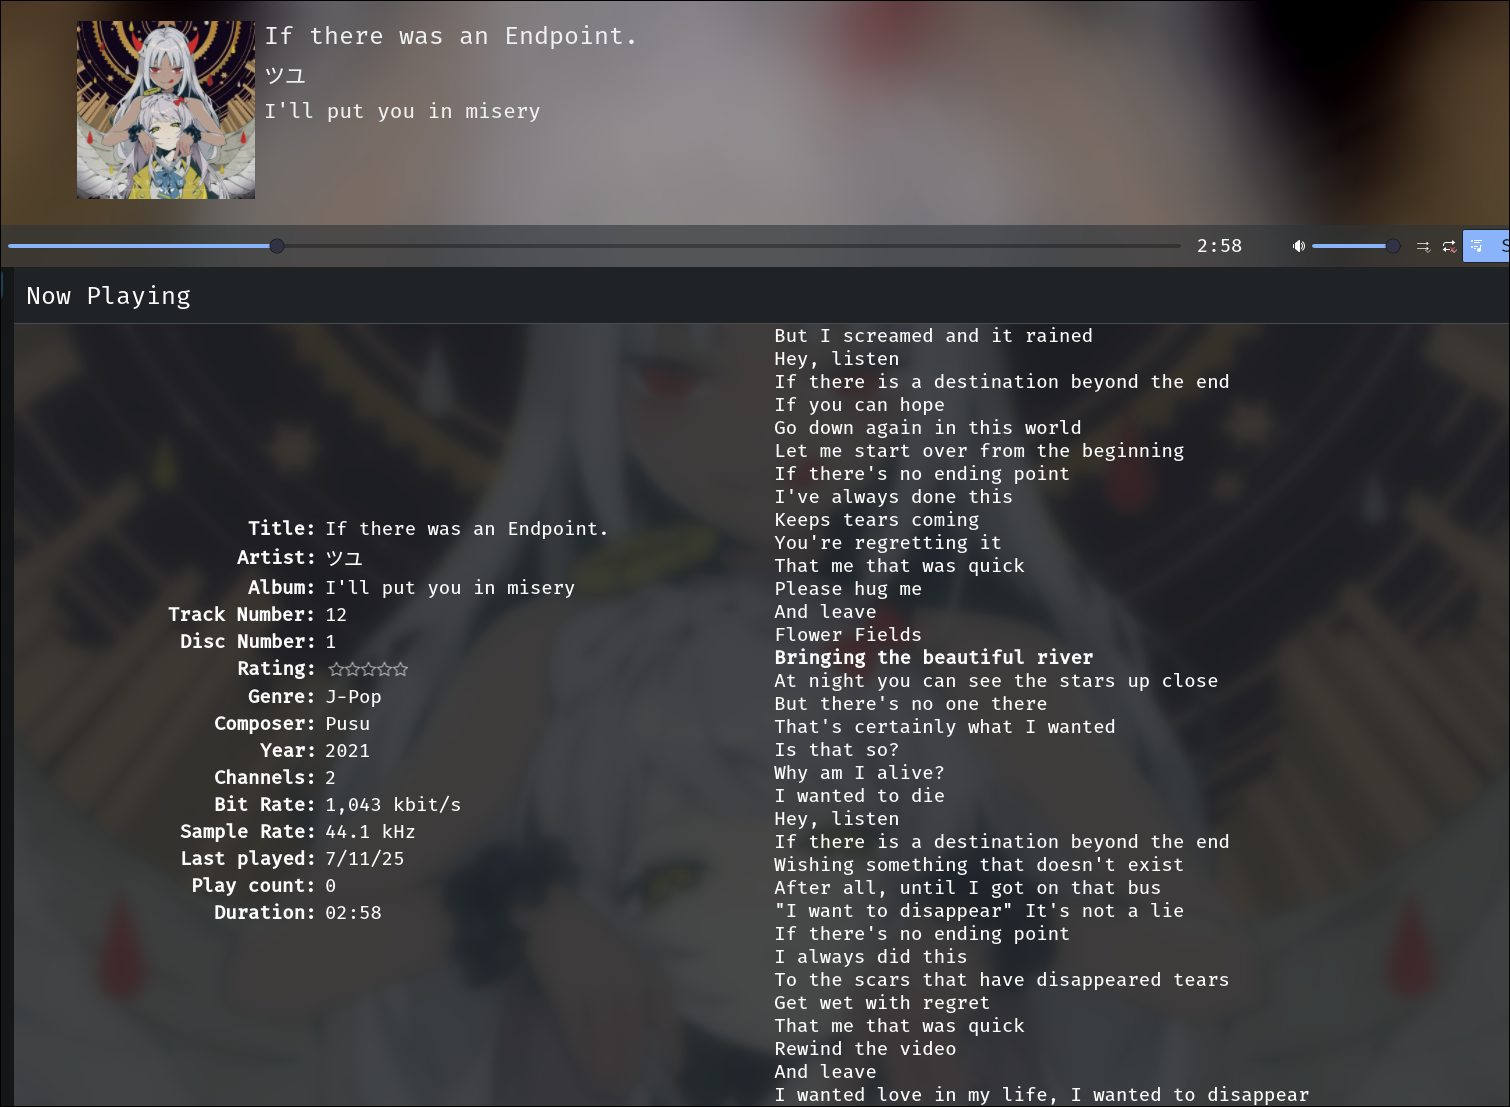 If there was an Endpoint.
ツユ
I'll put you in misery
2:58
S
Now Playing
Title: If there was an Endpoint.
Artist: ツユ
Album: I'll put you in misery
Track Number: 12
Disc Number: 1
Rating: ☆☆☆☆☆
Genre: J-Pop
Composer: Pusu
Year: 2021
Channels: 2
Bit Rate: 1,043 kbit/s
Sample Rate: 44.1 kHz
Last played: 7/11/25
Play count: 0
Duration: 02:58
But I screamed and it rained
Hey, listen
If there is a destination beyond the end
If you can hope
Go down again in this world
Let me start over from the beginning
If there's no ending point
I've always done this
Keeps tears coming
You're regretting it
That me that was quick
Please hug me
And leave
Flower Fields
Bringing the beautiful river
At night you can see the stars up close
But there's no one there
That's certainly what I wanted
Is that so?
Why am I alive?
I wanted to die
Hey, listen
If there is a destination beyond the end
Wishing something that doesn't exist
After all, until I got on that bus
"I want to disappear" It's not a lie
If there's no ending point
I always did this
To the scars that have disappeared tears
Get wet with regret
That me that was quick
Rewind the video
And leave
I wanted love in my life, I wanted to disappear